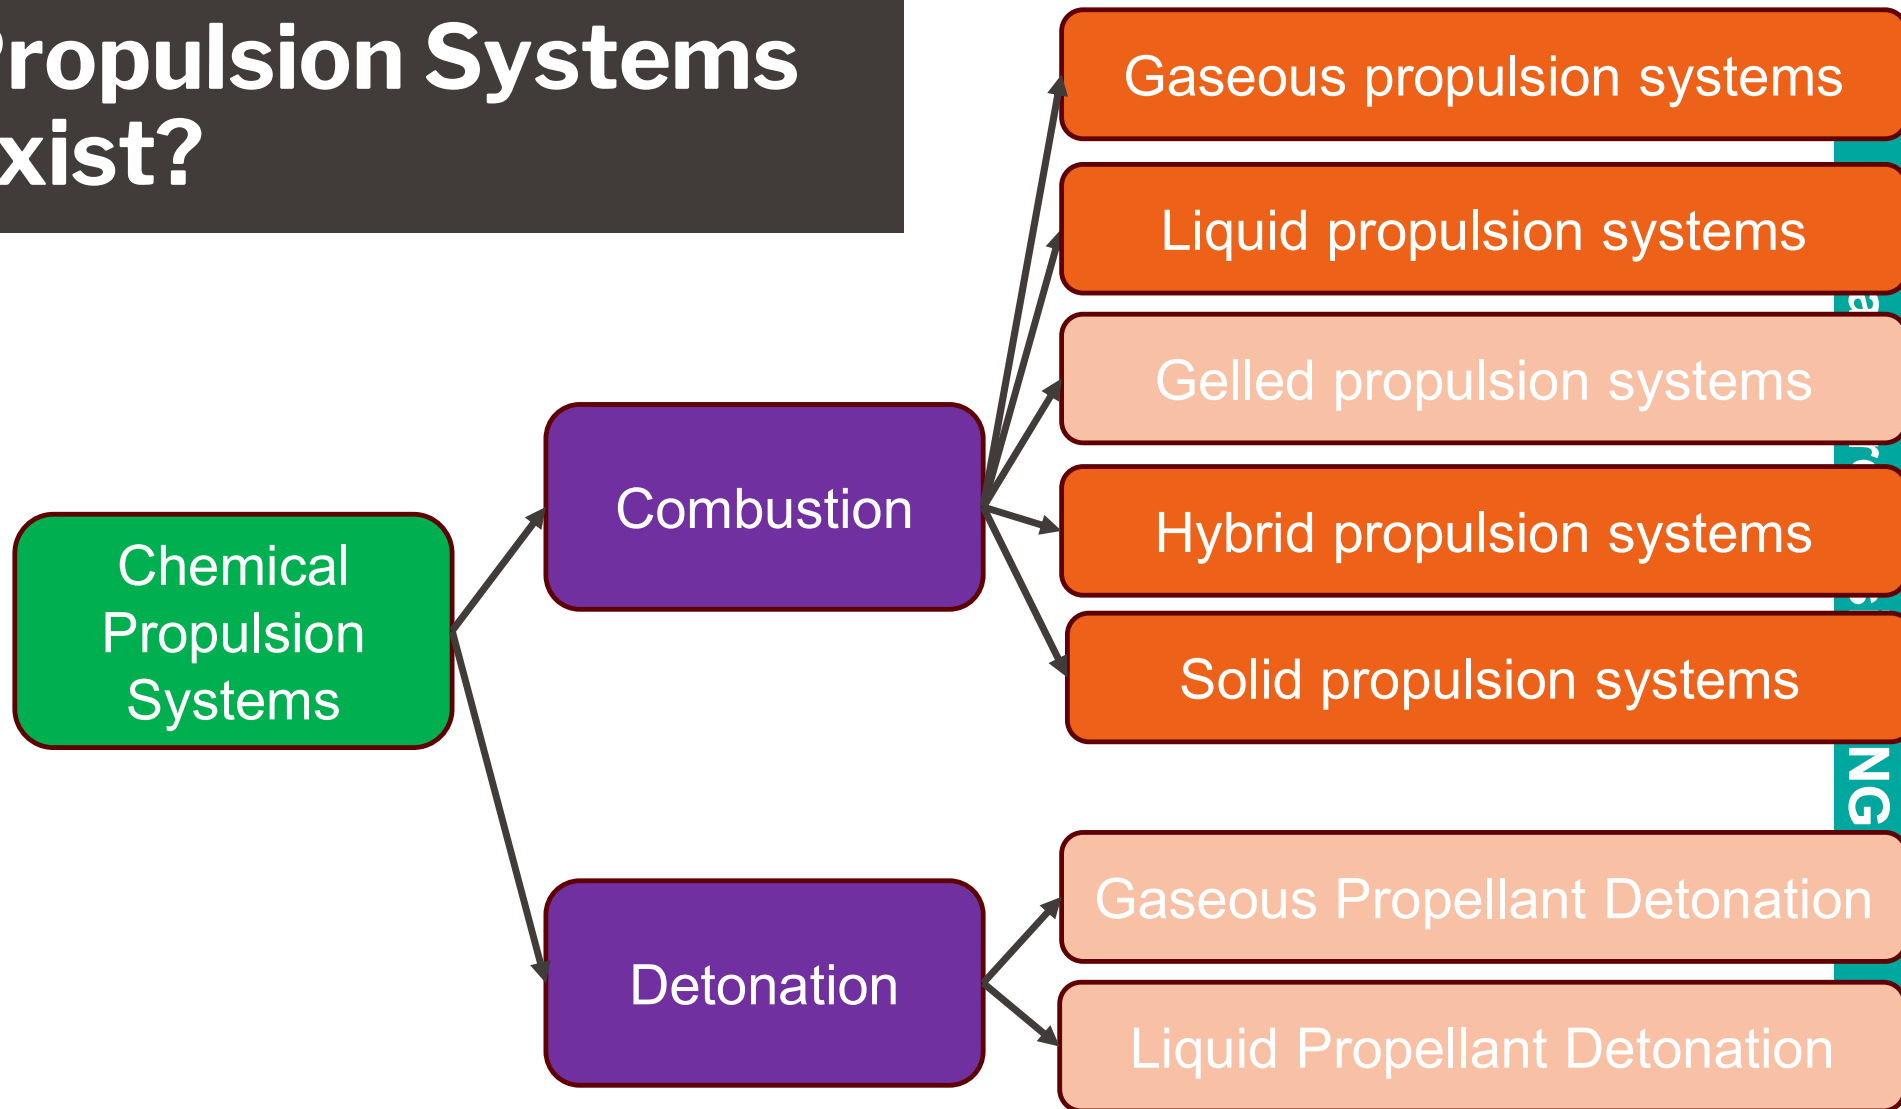 Propulsion Systems
xist?
Gaseous propulsion systems
Liquid propulsion systems
Gelled propulsion systems
Combustion
Hybrid propulsion systems
Chemical
Propulsion
Systems
Solid propulsion systems
NG
Gaseous Propellant Detonation
Detonation
Liquid Propellant Detonation